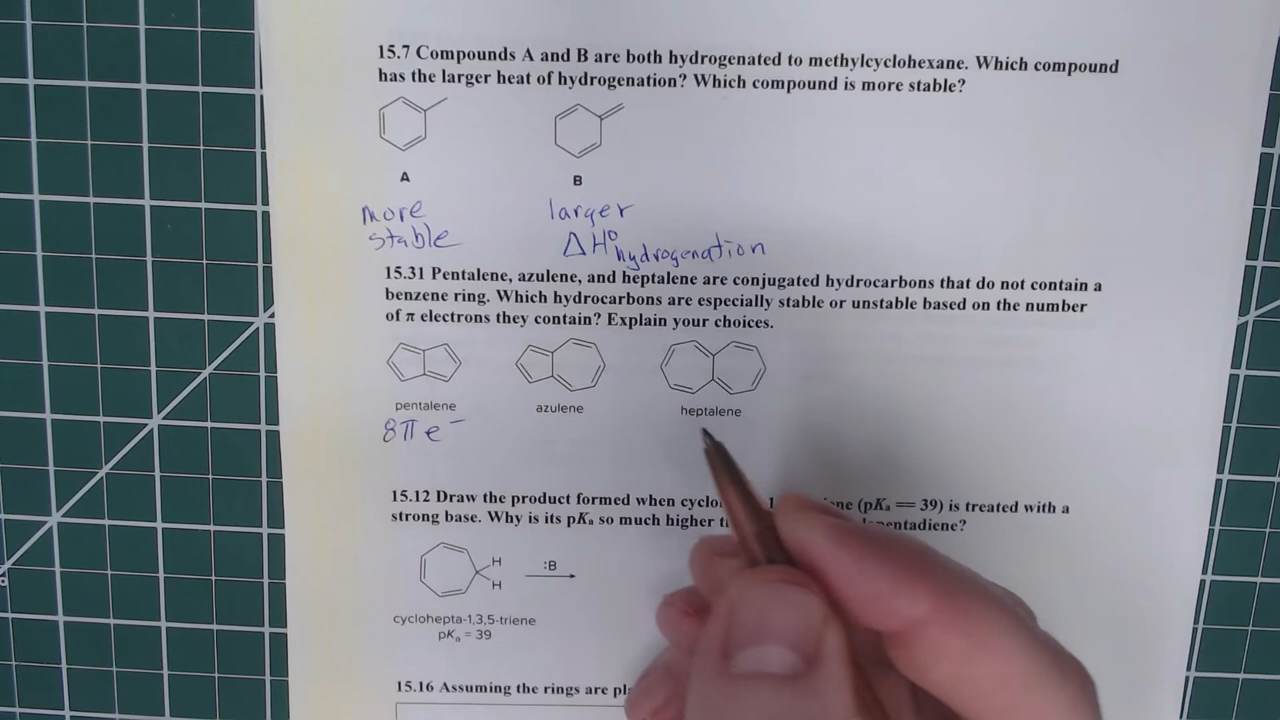 15.7 Compounds A and B are both hydrogenated to methylcyclohexane. Which compound
has the larger heat of hydrogenation? Which compound is more stable?
A B
more larger
stable ΔH° hydrogenation
15.31 Pentalene, azulene, and heptalene are conjugated hydrocarbons that do not contain a
benzene ring. Which hydrocarbons are especially stable or unstable based on the number
of π electrons they contain? Explain your choices.
pentalene azulene heptalene
8π e⁻
15.12 Draw the product formed when (pKₐ = 39) is treated with a
strong base. Why is its pKₐ so much higher
H
:B
H
cyclohepta-1,3,5-triene
pKₐ = 39
15.16 Assuming the rings are